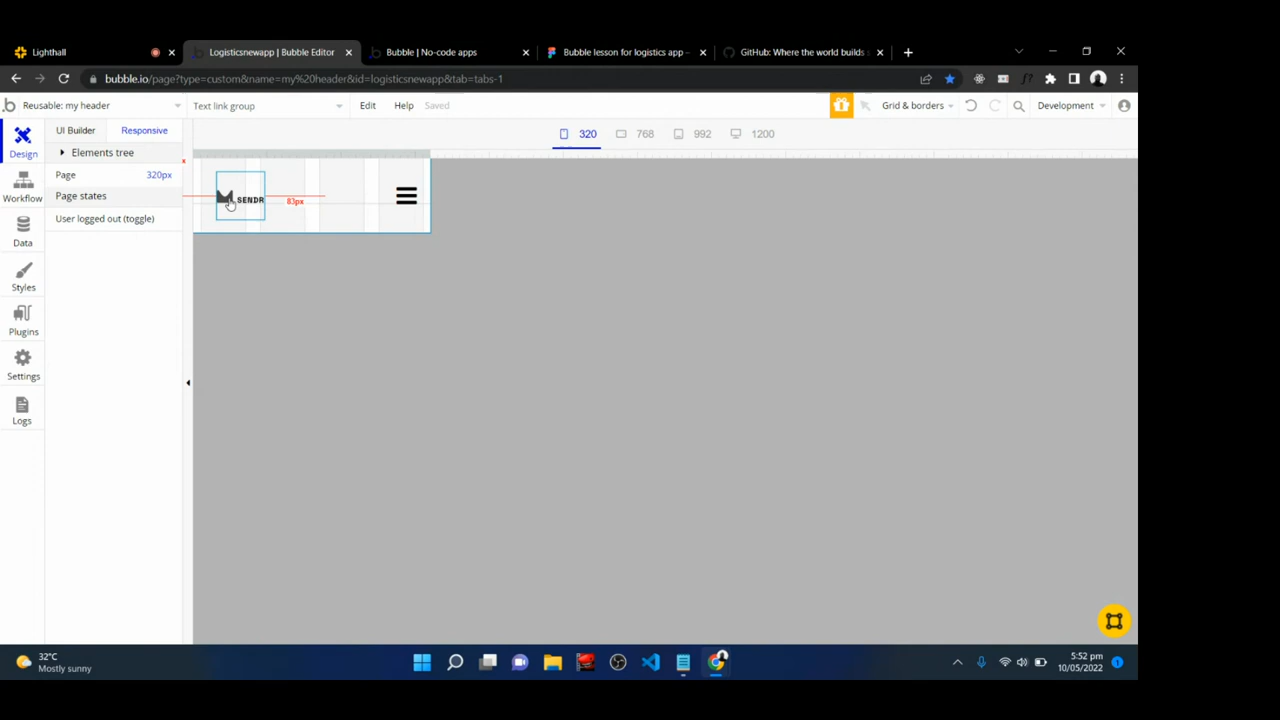 Lighthall
Logisticsnewapp | Bubble Editor
Bubble | No-code apps
Bubble lesson for logistics app –
GitHub: Where the world builds s
bubble.io/page?type=custom&name=my%20header&id=logisticsnewapp&tab=tabs-1
Reusable: my header
Text link group
Edit
Help
Saved
Grid & borders
Development
UI Builder
Responsive
320
768
992
1200
Design
Elements tree
Page
320px
Page states
User logged out (toggle)
Workflow
Data
Styles
Plugins
Settings
Logs
SENDR
83px
32°C
Mostly sunny
5:52 pm
10/05/2022
1